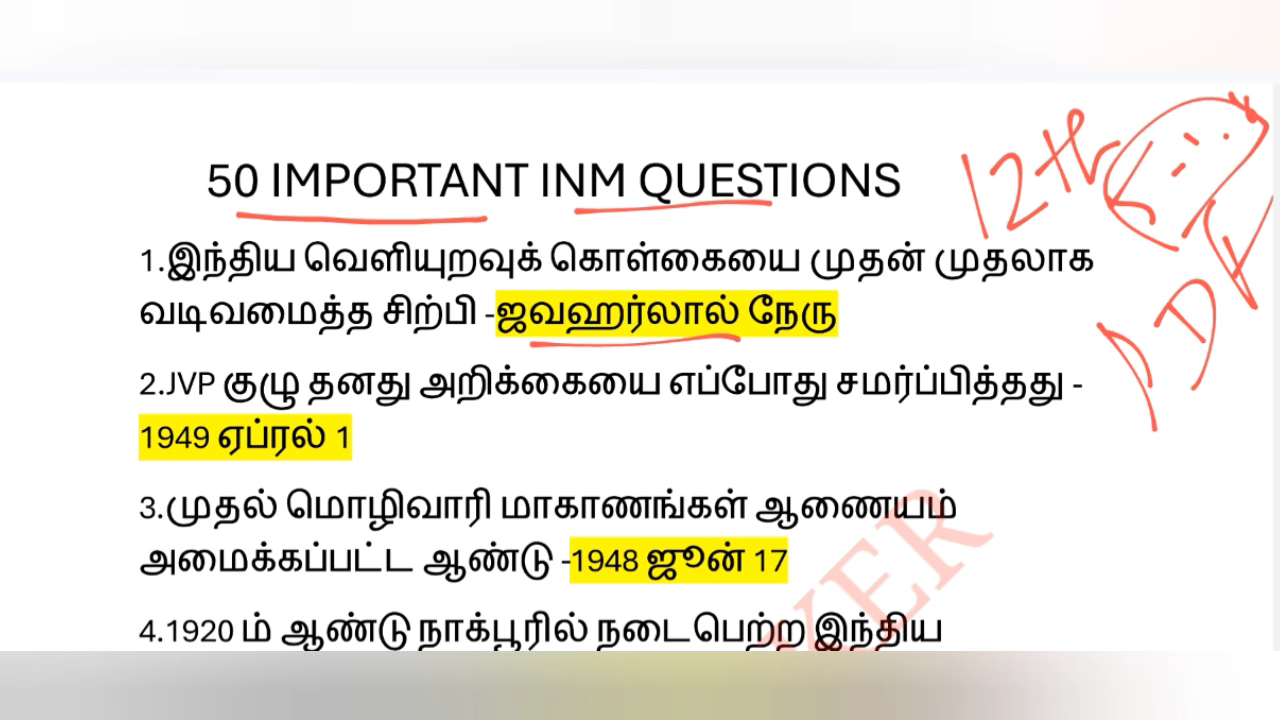 50 IMPORTANT INM QUESTIONS
12th
PDF
1.இந்திய வெளியுறவுக் கொள்கையை முதன் முதலாக
வடிவமைத்த சிற்பி -ஜவஹர்லால் நேரு
2.JVP குழு தனது அறிக்கையை எப்போது சமர்ப்பித்தது -
1949 ஏப்ரல் 1
3.முதல் மொழிவாரி மாகாணங்கள் ஆணையம்
அமைக்கப்பட்ட ஆண்டு -1948 ஜூன் 17
4.1920 ம் ஆண்டு நாக்பூரில் நடைபெற்ற இந்திய